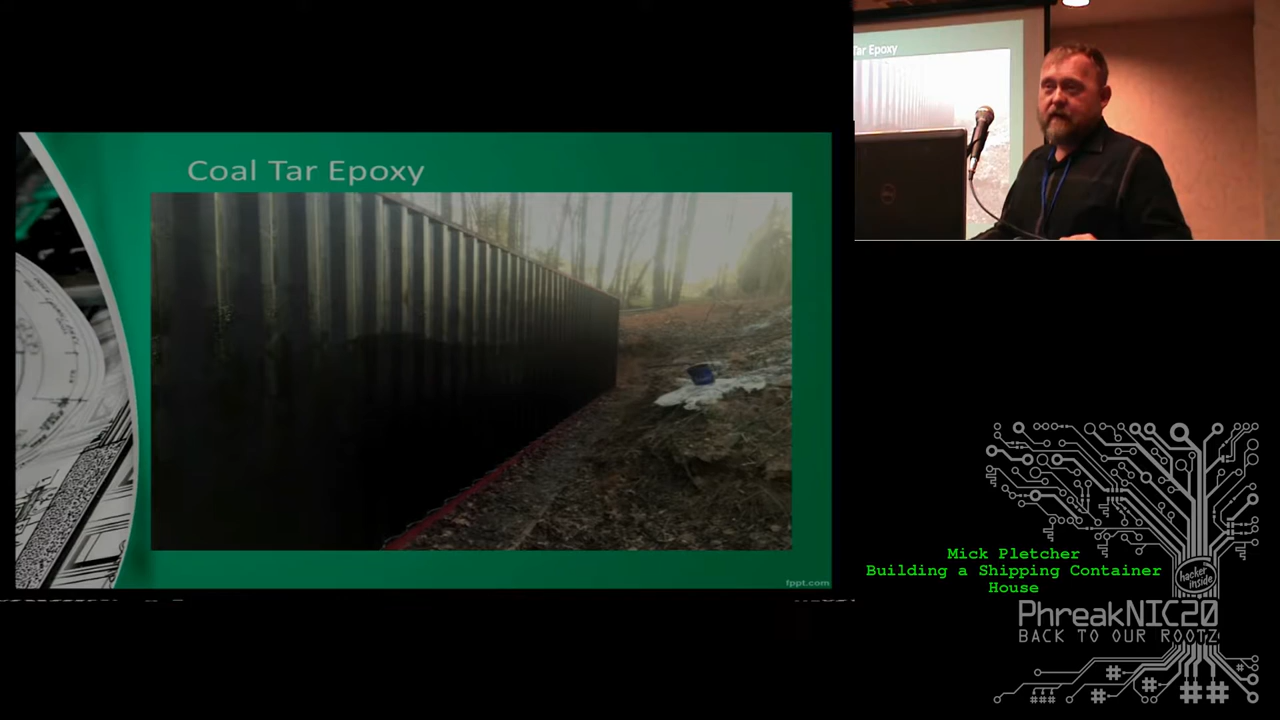 Coal Tar Epoxy
fppt.com
Tar Epoxy
Mick Pletcher
Building a Shipping Container
House
hacker
inside
PhreakNIC20
BACK TO OUR ROOTZ